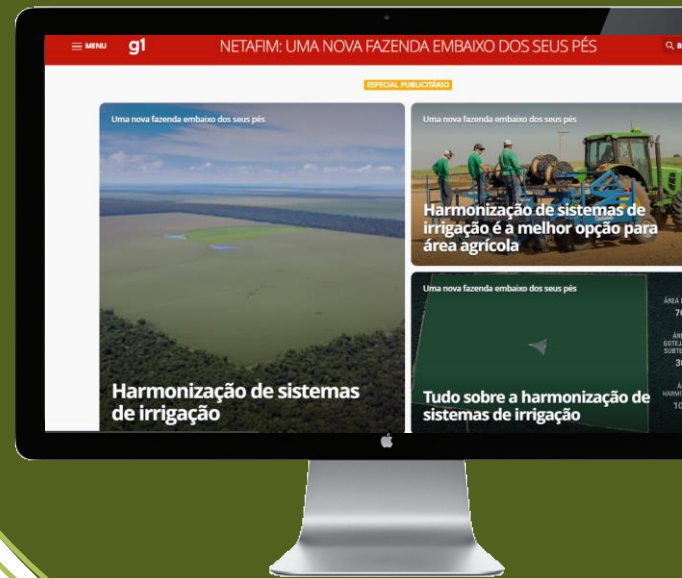 MENU
g1
NETAFIM: UMA NOVA FAZENDA EMBAIXO DOS SEUS PÉS
ESPECIAL PUBLICITÁRIO
Uma nova fazenda embaixo dos seus pés
Harmonização de sistemas
de irrigação
Uma nova fazenda embaixo dos seus pés
Harmonização de sistemas de
irrigação é a melhor opção para
área agrícola
Uma nova fazenda embaixo dos seus pés
Tudo sobre a harmonização de
sistemas de irrigação